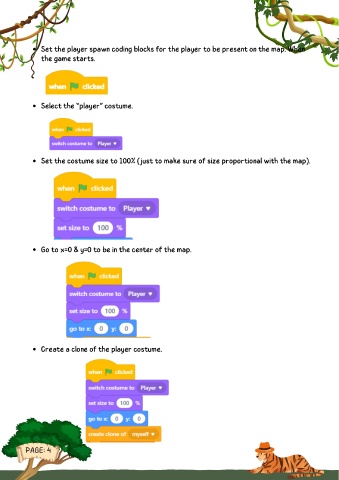 • Set the player spawn coding blocks for the player to be present on the map. When
the game starts.
when clicked
• Select the "player" costume.
when clicked
switch costume to Player
• Set the costume size to 100% (just to make sure of size proportional with the map).
when clicked
switch costume to Player
set size to 100 %
• Go to x=0 & y=0 to be in the center of the map.
when clicked
switch costume to Player
set size to 100 %
go to x: 0 y: 0
• Create a clone of the player costume.
when clicked
switch costume to Player
set size to 100 %
go to x: 0 y: 0
create clone of myself
PAGE: 4